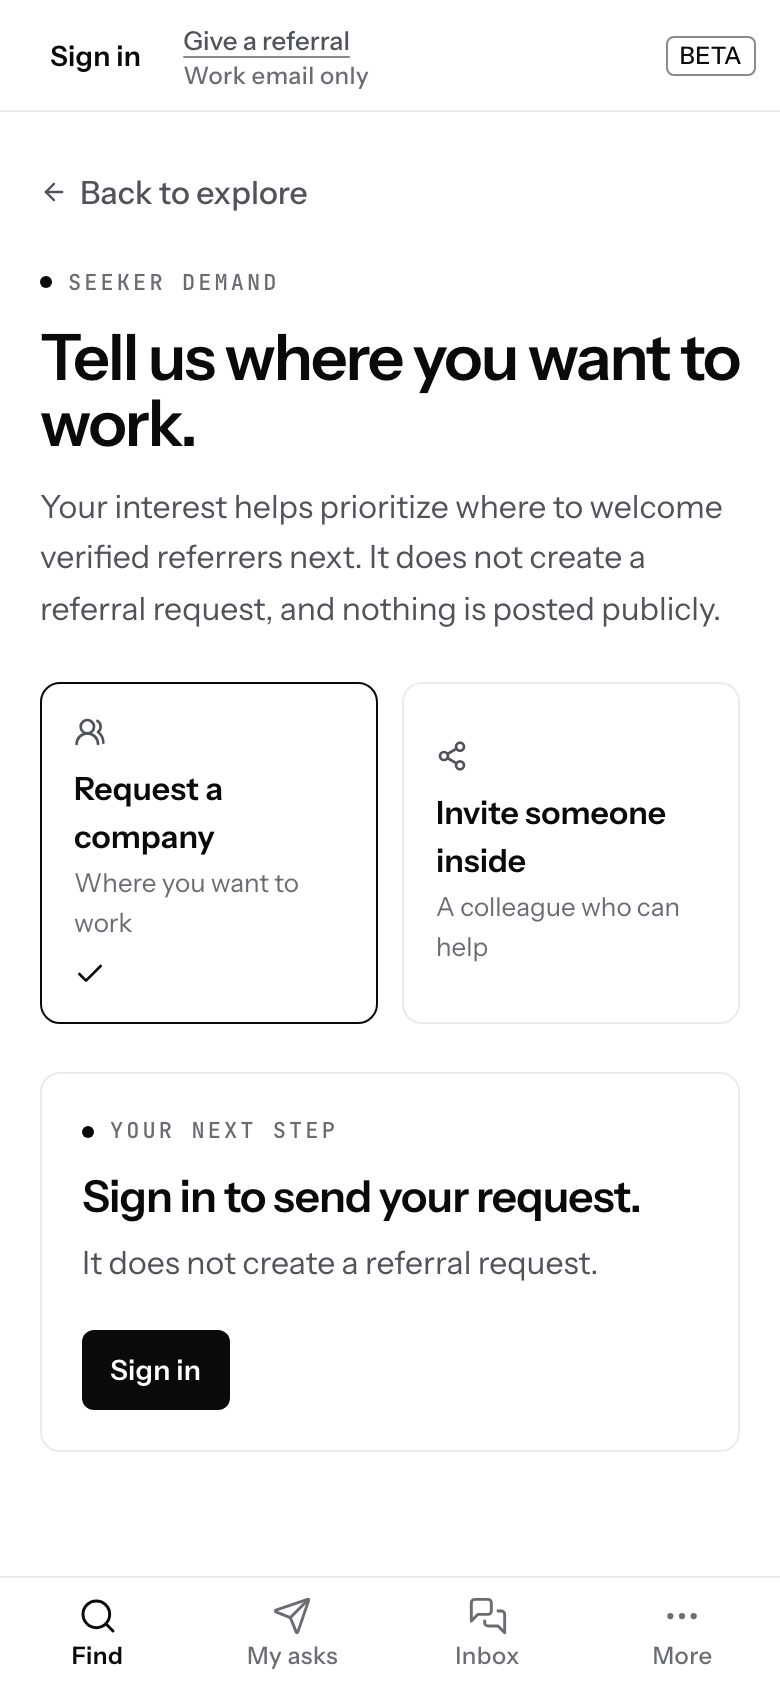 Sign in
Give a referral
Work email only
BETA
Back to explore
SEEKER DEMAND
Tell us where you want to
work.
Your interest helps prioritize where to welcome
verified referrers next. It does not create a
referral request, and nothing is posted publicly.
Request a
company
Where you want to
work
Invite someone
inside
A colleague who can
help
YOUR NEXT STEP
Sign in to send your request.
It does not create a referral request.
Sign in
Find
My asks
Inbox
More